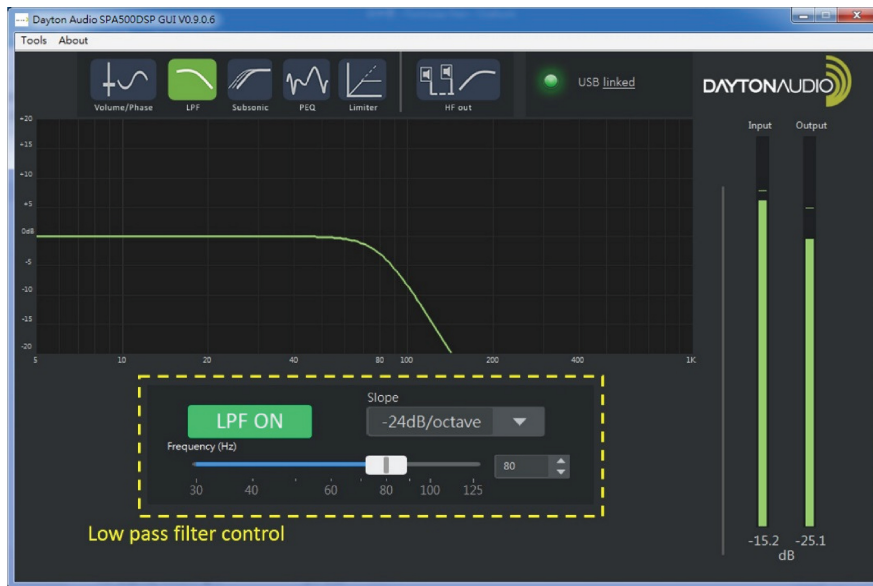 Dayton Audio SPA500DSP GUI V0.9.0.6
Tools About
Volume/Phase LPF Subsonic PEQ Limiter HF out
USB linked
DAYTONAUDIO
Input Output
+20
+15
+10
+5
0dB
-5
-10
-15
-20
5 10 20 40 80 100 200 400 1K
Slope
LPF ON -24dB/octave
Frequency (Hz)
80
30 40 60 80 100 125
Low pass filter control
-15.2 -25.1
dB